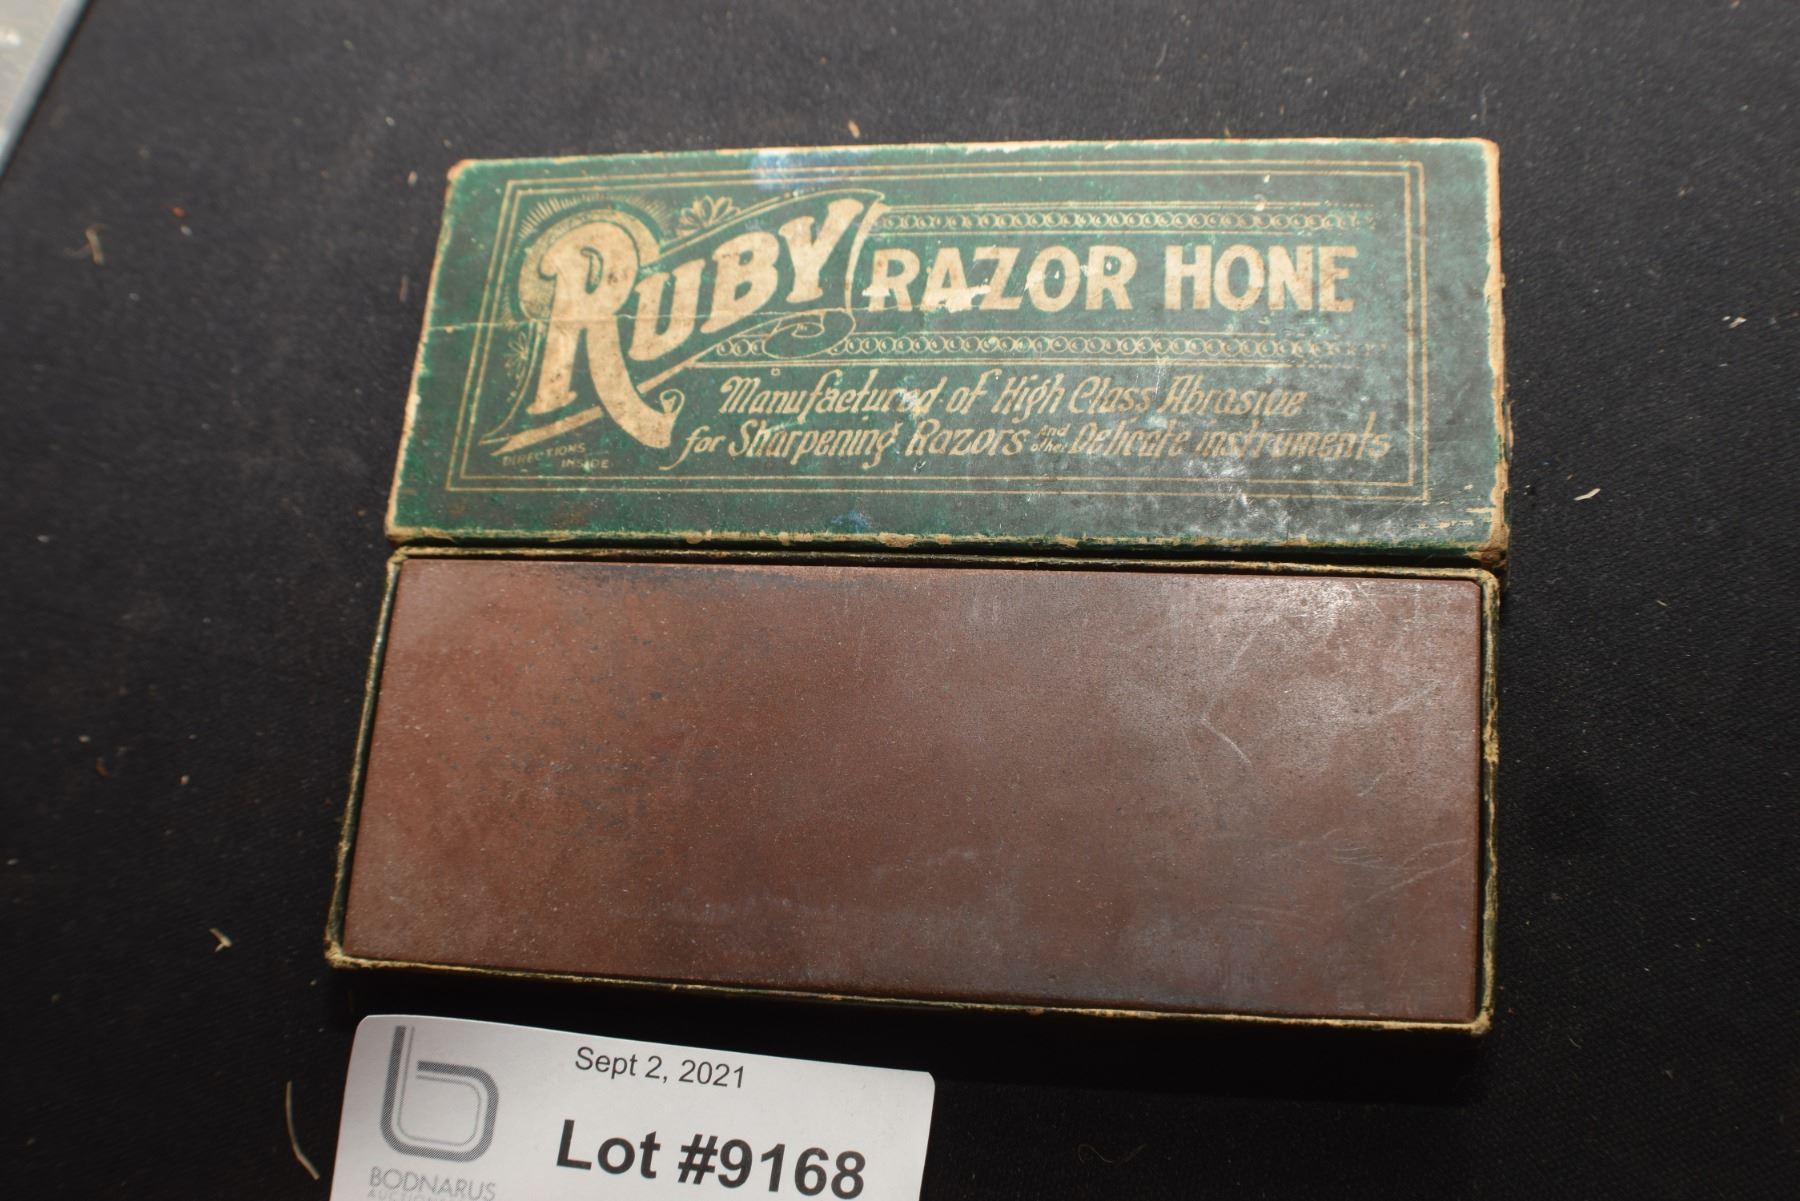 RUBY RAZOR HONE
Manufactured of High Class Abrasive
for Sharpening Razors And other Delicate instruments
DIRECTIONS
INSIDE.
Sept 2, 2021
Lot #9168
BODNARUS